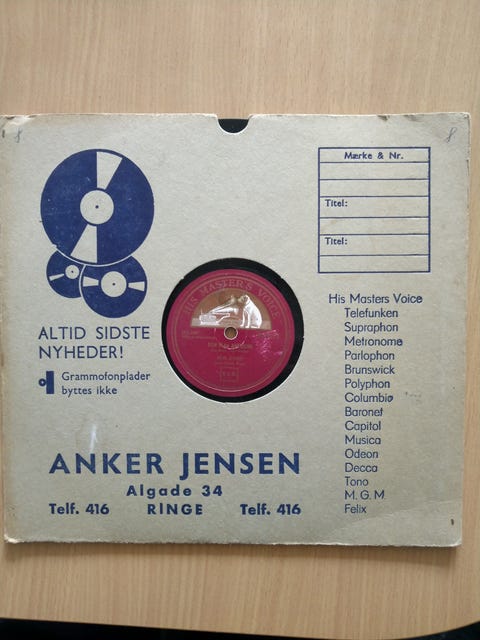 8
8
Mærke & Nr.
Titel:
Titel:
ALTID SIDSTE
NYHEDER!
Grammofonplader
byttes ikke
HIS MASTER'S VOICE
His Masters Voice
Telefunken
Supraphon
Metronome
Parlophon
Brunswick
Polyphon
Columbia
Baronet
Capitol
Musica
Odeon
Decca
Tono
M.G.M
Felix
ANKER JENSEN
Algade 34
Telf. 416 RINGE Telf. 416